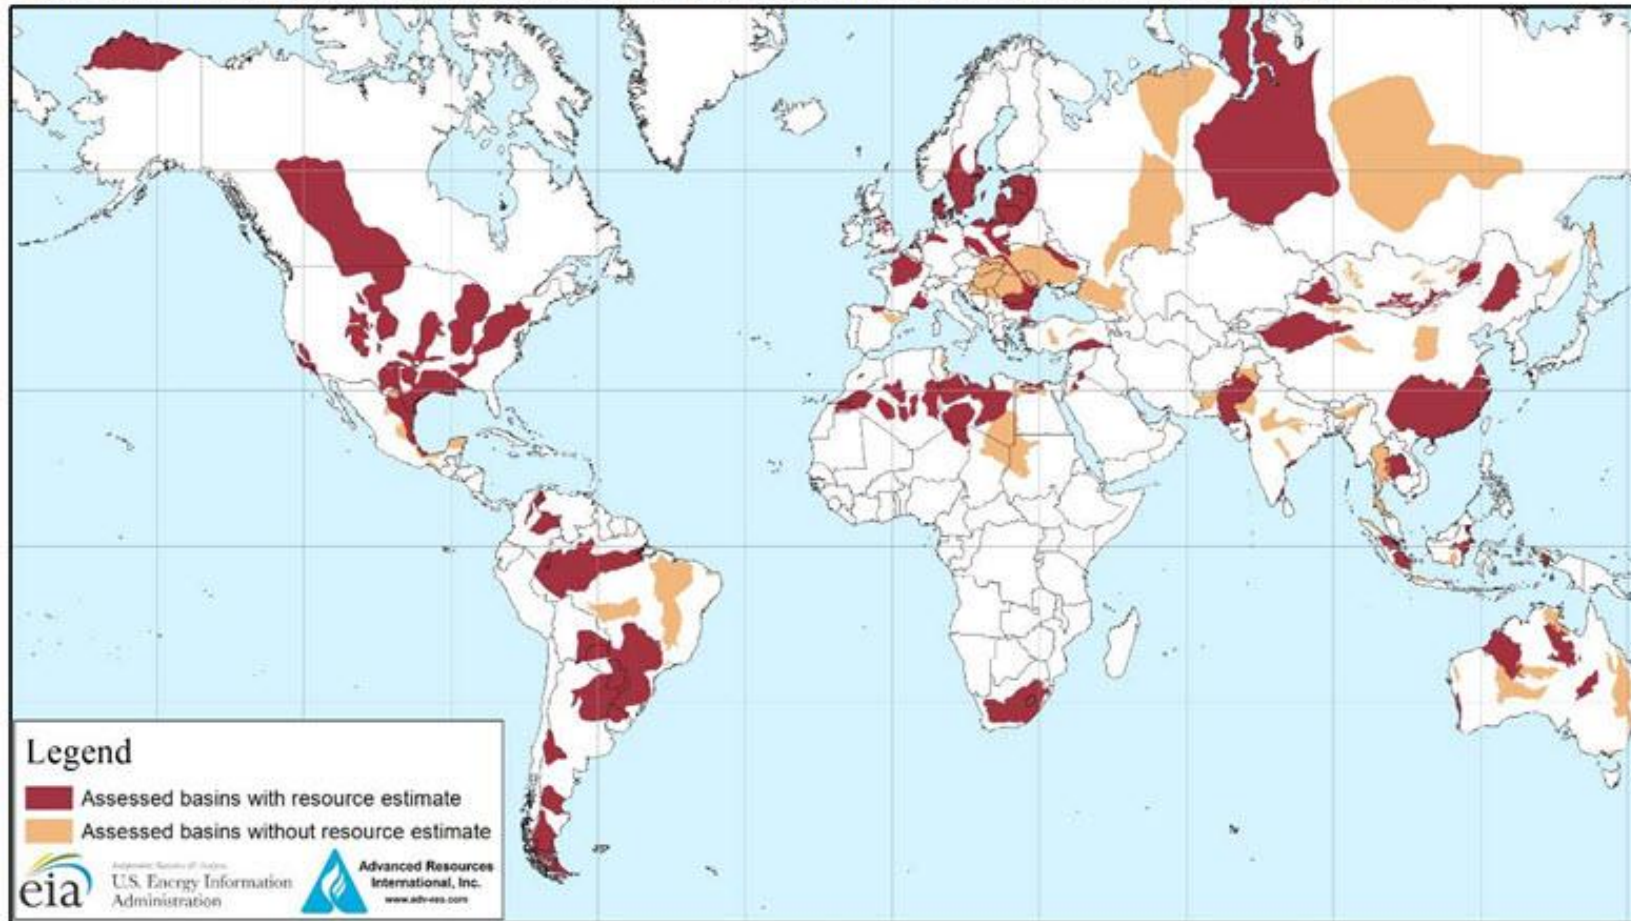 Legend
Assessed basins with resource estimate
Assessed basins without resource estimate
eia
U.S. Energy Information
Administration
Advanced Resources
International, Inc.
www.adv-res.com